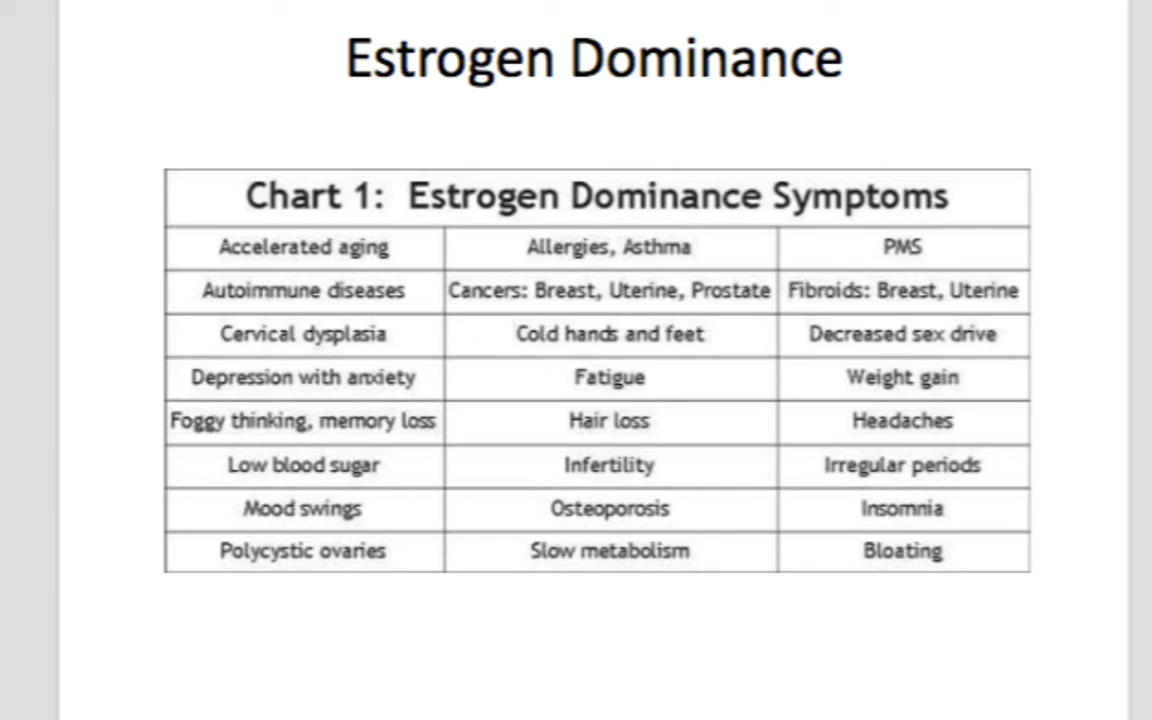 Estrogen Dominance
Chart 1: Estrogen Dominance Symptoms
Accelerated aging Allergies, Asthma PMS
Autoimmune diseases Cancers: Breast, Uterine, Prostate Fibroids: Breast, Uterine
Cervical dysplasia Cold hands and feet Decreased sex drive
Depression with anxiety Fatigue Weight gain
Foggy thinking, memory loss Hair loss Headaches
Low blood sugar Infertility Irregular periods
Mood swings Osteoporosis Insomnia
Polycystic ovaries Slow metabolism Bloating